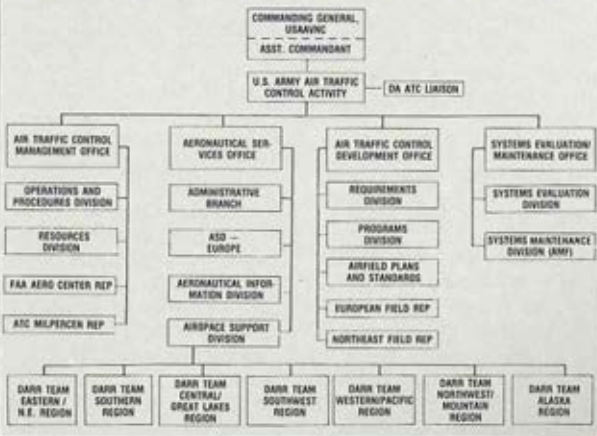 COMMANDING GENERAL,
USAAVNC
ASST. COMMANDANT
U.S. ARMY AIR TRAFFIC
CONTROL ACTIVITY
DA ATC LIAISON
AIR TRAFFIC CONTROL
MANAGEMENT OFFICE
OPERATIONS AND
PROCEDURES DIVISION
RESOURCES
DIVISION
FAA AERO CENTER REP
ATC MILPERCEN REP
AERONAUTICAL SER-
VICES OFFICE
ADMINISTRATIVE
BRANCH
ASO —
EUROPE
AERONAUTICAL INFOR-
MATION DIVISION
AIRSPACE SUPPORT
DIVISION
AIR TRAFFIC CONTROL
DEVELOPMENT OFFICE
REQUIREMENTS
DIVISION
PROGRAMS
DIVISION
AIRFIELD PLANS
AND STANDARDS
EUROPEAN FIELD REP
NORTHEAST FIELD REP
SYSTEMS EVALUATION/
MAINTENANCE OFFICE
SYSTEMS EVALUATION
DIVISION
SYSTEMS MAINTENANCE
DIVISION (AMF)
DARR TEAM
EASTERN /
N.E. REGION
DARR TEAM
SOUTHERN
REGION
DARR TEAM
CENTRAL/
GREAT LAKES
REGION
DARR TEAM
SOUTHWEST
REGION
DARR TEAM
WESTERN/PACIFIC
REGION
DARR TEAM
NORTHWEST/
MOUNTAIN
REGION
DARR TEAM
ALASKA
REGION